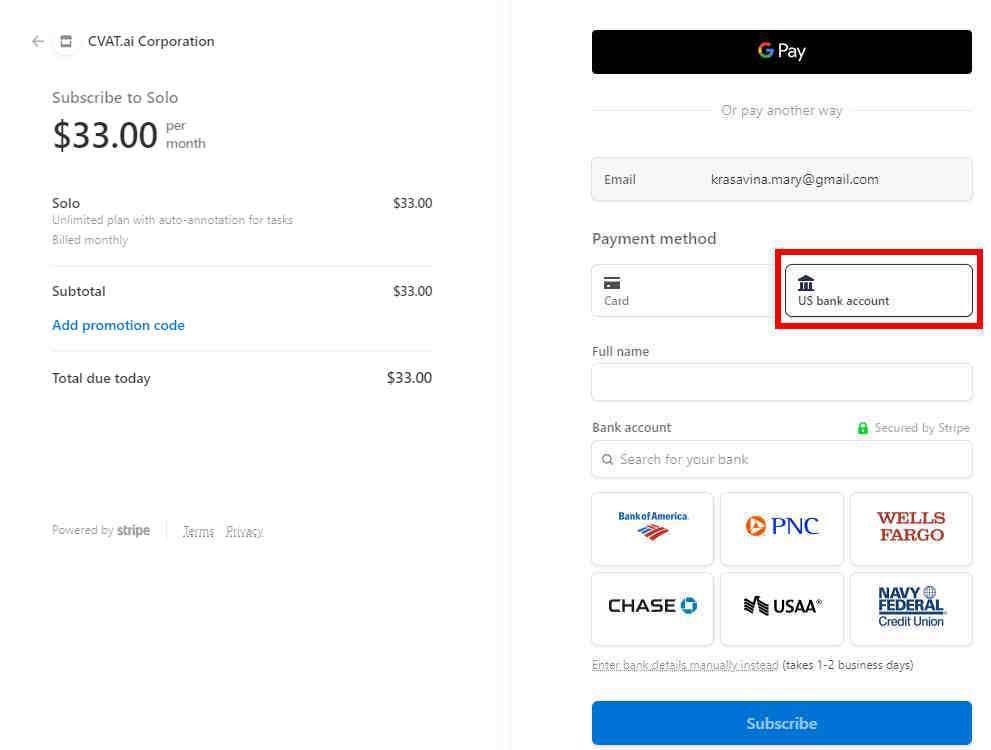 CVAT.ai Corporation
Subscribe to Solo
$33.00 per
month
Solo $33.00
Unlimited plan with auto-annotation for tasks
Billed monthly
Subtotal $33.00
Add promotion code
Total due today $33.00
Powered by stripe Terms Privacy
G Pay
Or pay another way
Email krasavina.mary@gmail.com
Payment method
Card
US bank account
Full name
Bank account Secured by Stripe
Search for your bank
Bank of America.
PNC
WELLS
FARGO
CHASE
USAA®
NAVY
FEDERAL
Credit Union
Enter bank details manually instead (takes 1-2 business days)
Subscribe